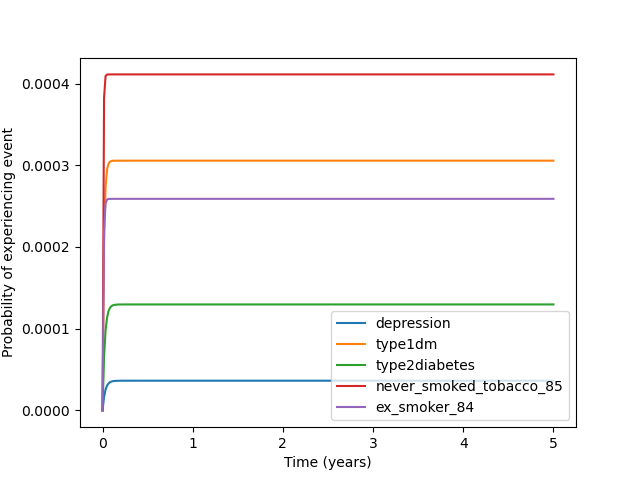 Probability of experiencing event
0.0004
0.0003
0.0002
0.0001
0.0000
depression
type1dm
type2diabetes
never_smoked_tobacco_85
ex_smoker_84
0 1 2 3 4 5
Time (years)